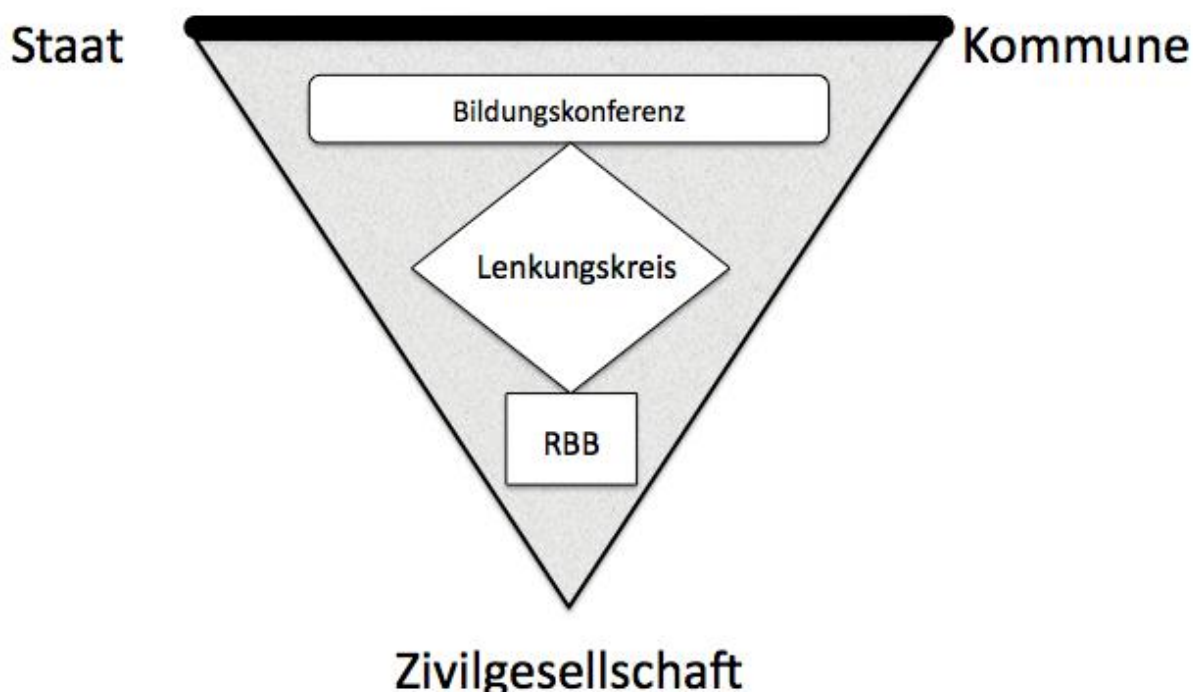 Staat
Kommune
Bildungskonferenz
Lenkungskreis
RBB
Zivilgesellschaft